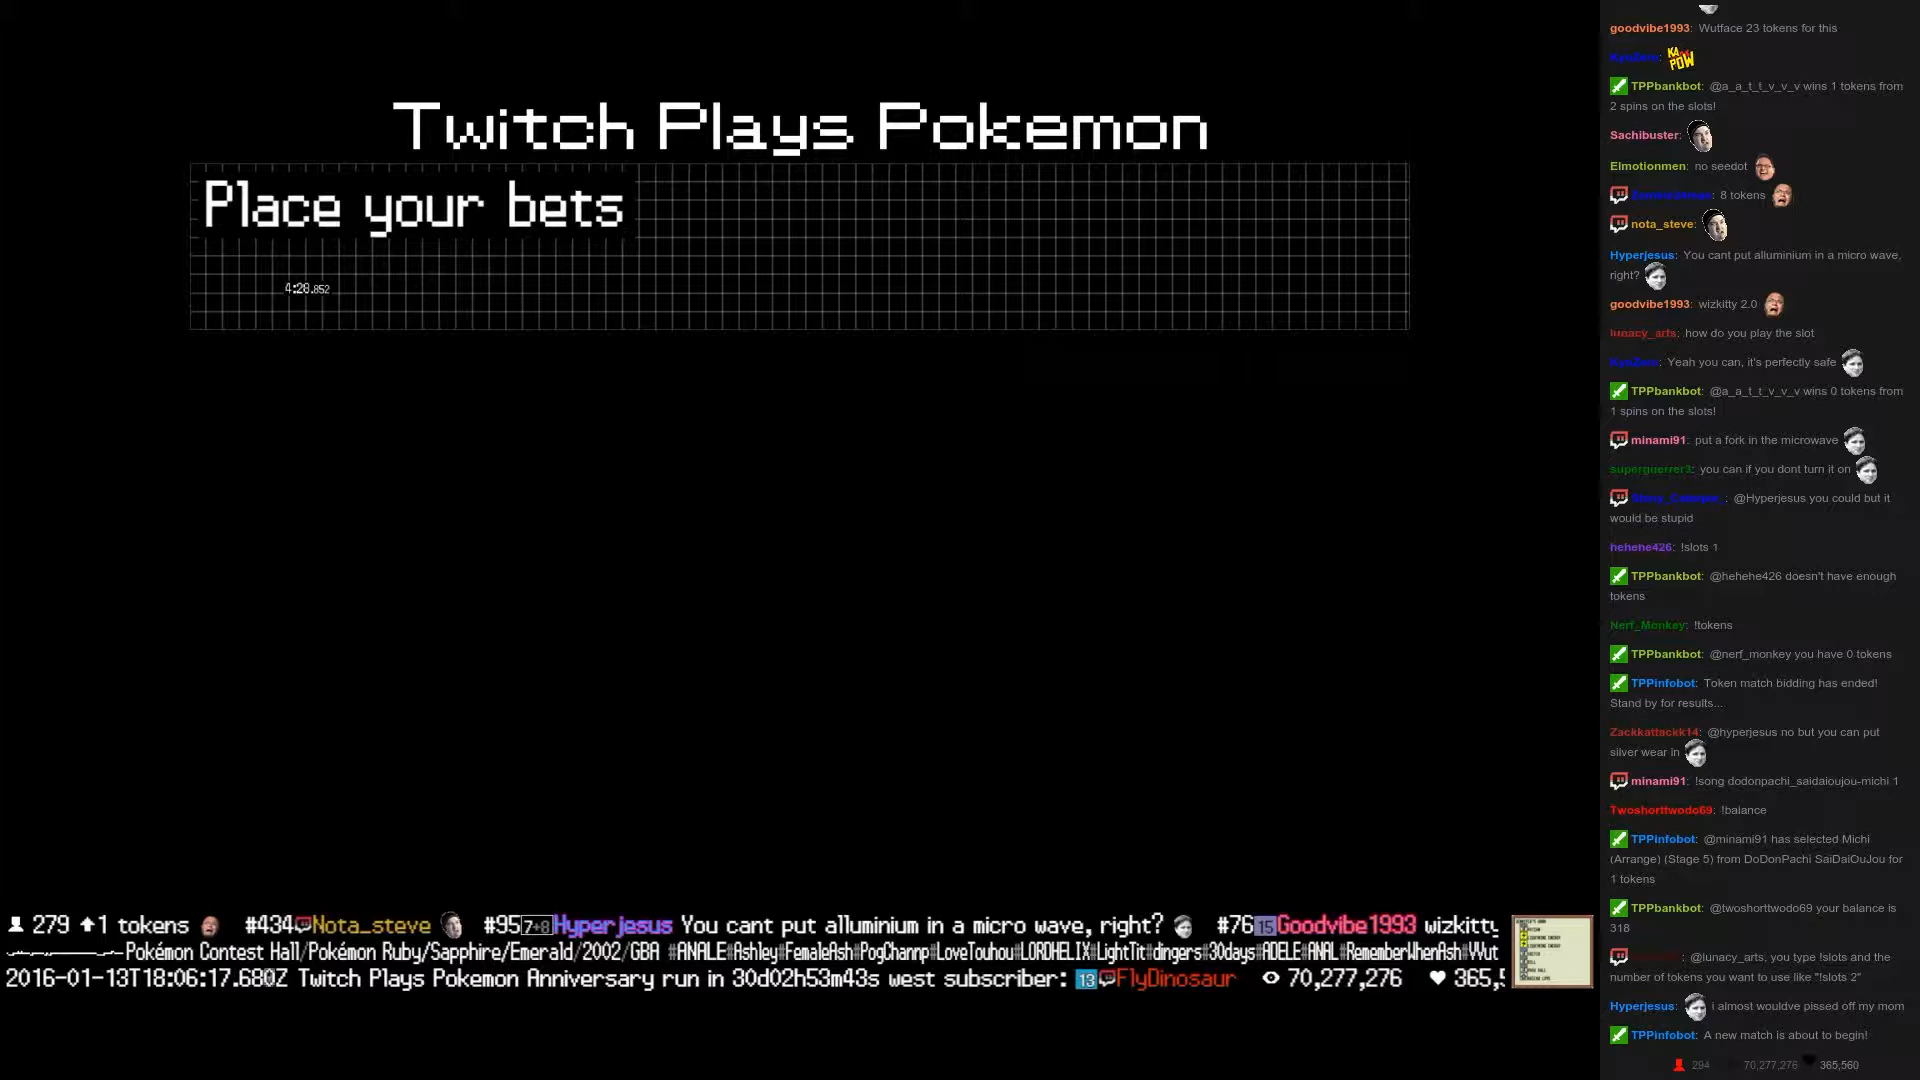 Twitch Plays Pokemon
Place your bets
4:28.852
279 1 tokens #434 Nota_steve #95 7+8 Hyperjesus You cant put alluminium in a micro wave, right? #76 15 Goodvibe1993 wizkitty
Pokémon Contest Hall/Pokémon Ruby/Sapphire/Emerald/2002/GBA #ANALE#Ashley#FemaleAsh#PogChamp#LoveTouhou#LORDHELIX#LightTit#dingers#30days#ADELE#ANAL#RememberWhenAsh#VVut
2016-01-13T18:06:17.680Z Twitch Plays Pokemon Anniversary run in 30d02h53m43s west subscriber: 13 FlyDinosaur 70,277,276 365,5
goodvibe1993: Wutface 23 tokens for this
KyoZem: KA POW
TPPbankbot: @a_a_t_t_v_v_v wins 1 tokens from
2 spins on the slots!
Sachibuster:
Elmotionmen: no seedot
: 8 tokens
nota_steve:
Hyperjesus: You cant put alluminium in a micro wave,
right?
goodvibe1993: wizkitty 2.0
lunacy_arts: how do you play the slot
: Yeah you can, it's perfectly safe
TPPbankbot: @a_a_t_t_v_v_v wins 0 tokens from
1 spins on the slots!
minami91: put a fork in the microwave
superguerrer3: you can if you dont turn it on
: @Hyperjesus you could but it
would be stupid
hehehe426: !slots 1
TPPbankbot: @hehehe426 doesn't have enough
tokens
Nerf_Monkey: !tokens
TPPbankbot: @nerf_monkey you have 0 tokens
TPPinfobot: Token match bidding has ended!
Stand by for results...
Zackkattackk14: @hyperjesus no but you can put
silver wear in
minami91: !song dodonpachi_saidaioujou-michi 1
Twoshorttwodo69: !balance
TPPinfobot: @minami91 has selected Michi
(Arrange) (Stage 5) from DoDonPachi SaiDaiOuJou for
1 tokens
TPPbankbot: @twoshorttwodo69 your balance is
318
: @lunacy_arts, you type !slots and the
number of tokens you want to use like "!slots 2"
Hyperjesus: i almost wouldve pissed off my mom
TPPinfobot: A new match is about to begin!
294 70,277,276 365,560